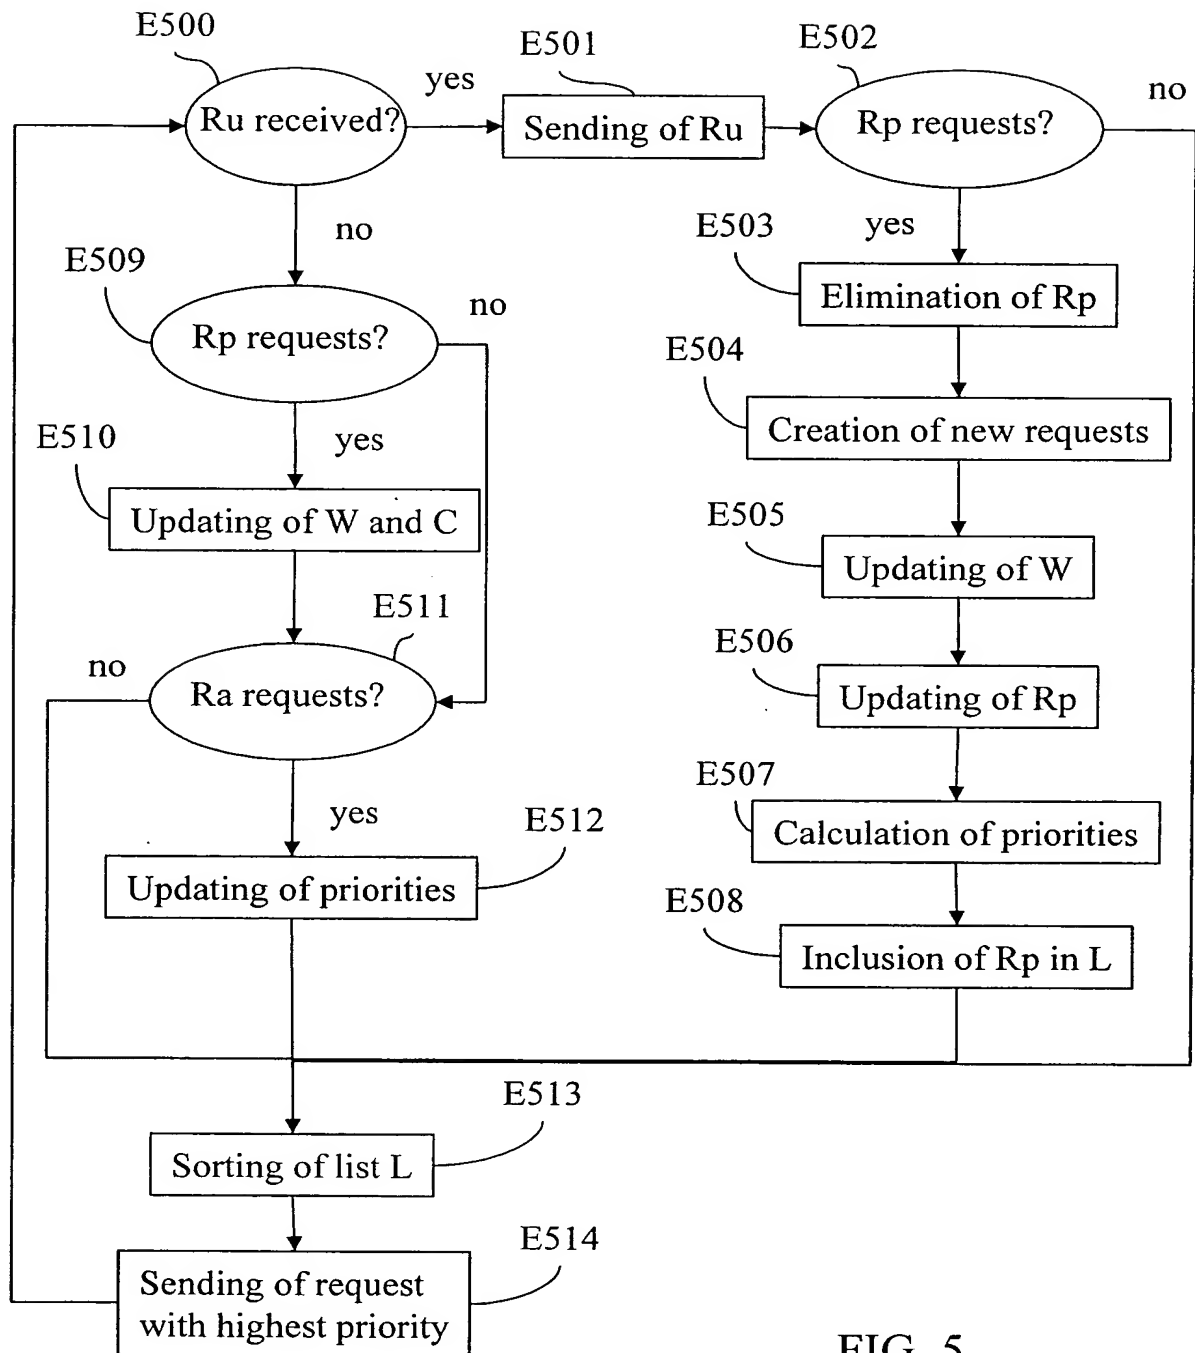 E500
E501
E502
yes
no
Ru received?
Sending of Ru
Rp requests?
no
yes
E503
E509
no
Elimination of Rp
Rp requests?
E504
yes
Creation of new requests
E510
Updating of W and C
E505
Updating of W
E511
E506
no
Ra requests?
Updating of Rp
E507
yes
E512
Calculation of priorities
Updating of priorities
E508
Inclusion of Rp in L
E513
Sorting of list L
E514
Sending of request
with highest priority
FIG. 5